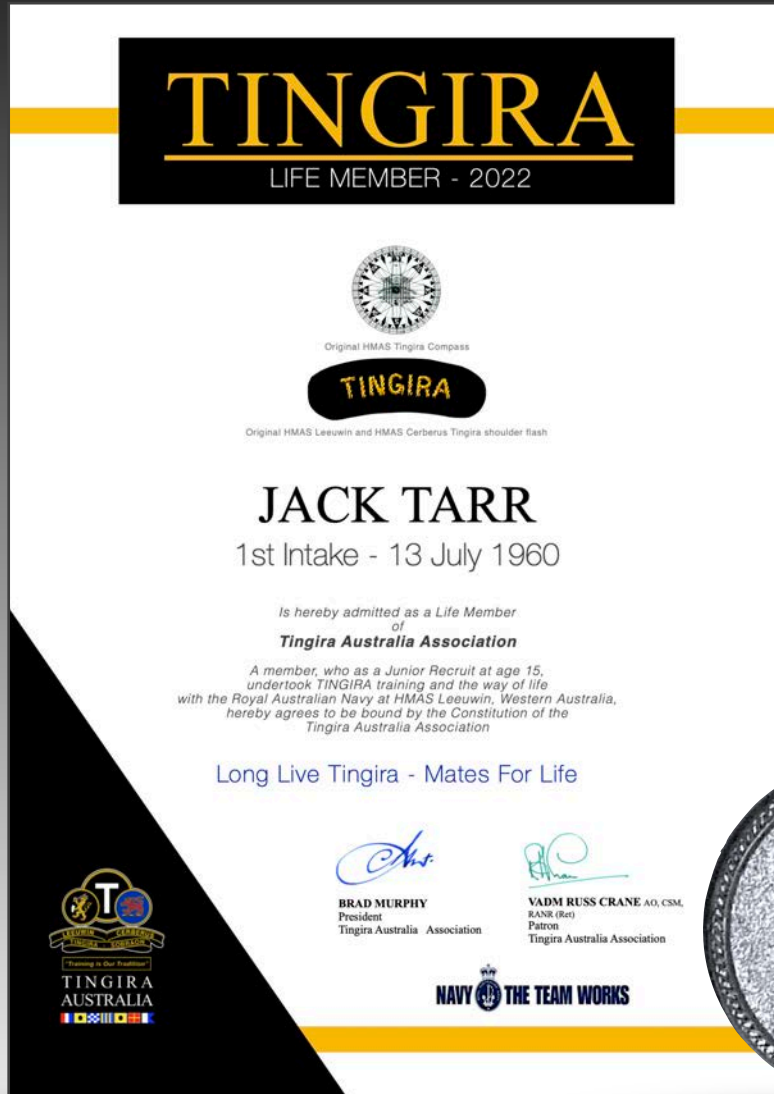 TINGIRA
LIFE MEMBER - 2022
Original HMAS Tingira Compass
TINGIRA
Original HMAS Leeuwin and HMAS Cerberus Tingira shoulder flash
JACK TARR
1st Intake - 13 July 1960
Is hereby admitted as a Life Member
of
Tingira Australia Association
A member, who as a Junior Recruit at age 15,
undertook TINGIRA training and the way of life
with the Royal Australian Navy at HMAS Leeuwin, Western Australia,
hereby agrees to be bound by the Constitution of the
Tingira Australia Association
Long Live Tingira - Mates For Life
BRAD MURPHY
President
Tingira Australia Association
VADM RUSS CRANE AO, CSM,
RANR (Ret)
Patron
Tingira Australia Association
T
LEEUWIN CERBERUS
TINGIRA SOBRAON
"Training is Our Tradition"
TINGIRA
AUSTRALIA
NAVY THE TEAM WORKS